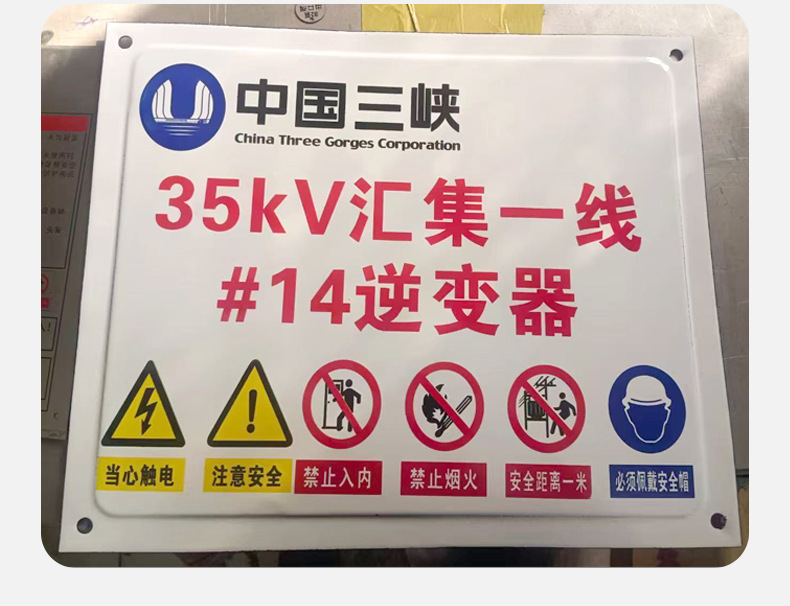 中国三峡
China Three Gorges Corporation
35kV汇集一线
#14逆变器
当心触电
注意安全
禁止入内
禁止烟火
安全距离一米
必须佩戴安全帽